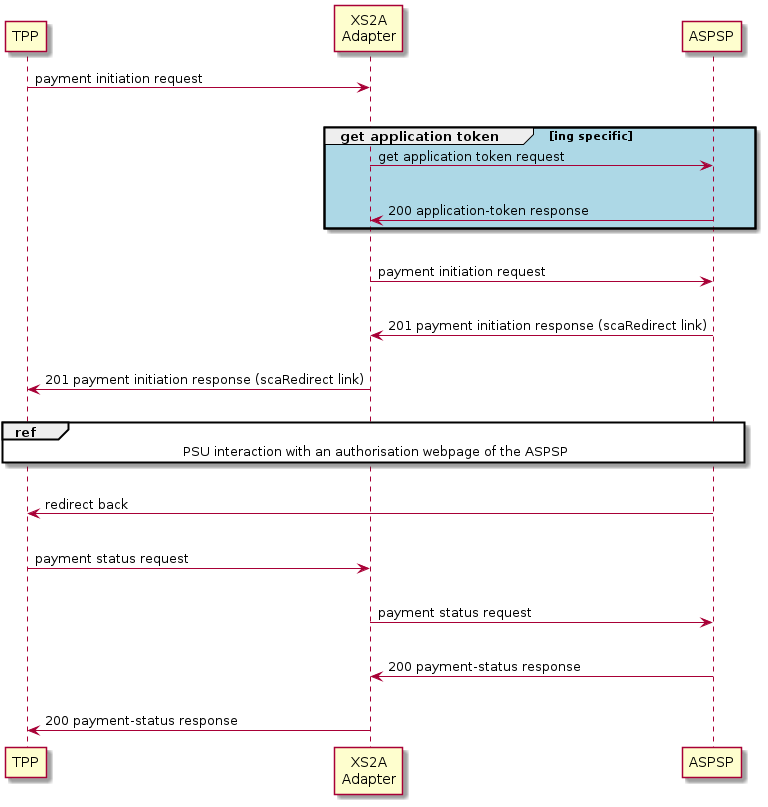 TPP
XS2A
Adapter
ASPSP
payment initiation request
get application token
[ing specific]
get application token request
200 application-token response
payment initiation request
201 payment initiation response (scaRedirect link)
201 payment initiation response (scaRedirect link)
ref
PSU interaction with an authorisation webpage of the ASPSP
redirect back
payment status request
payment status request
200 payment-status response
200 payment-status response
TPP
XS2A
Adapter
ASPSP